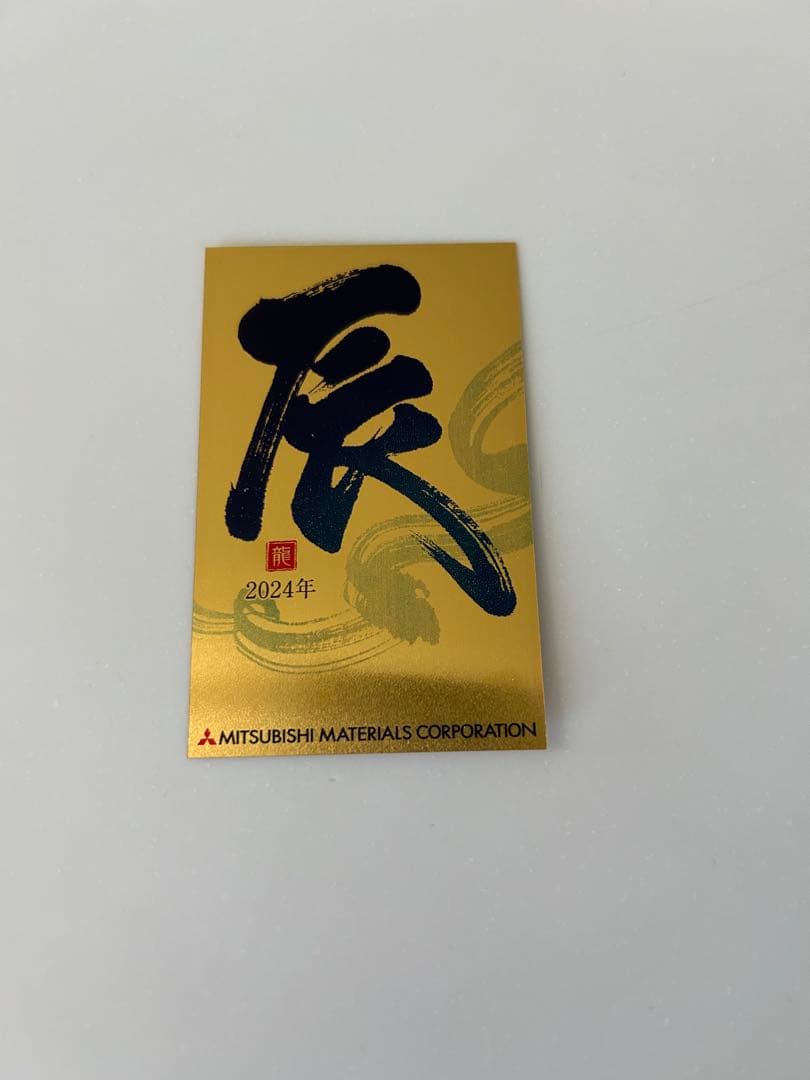 辰
龍
2024年
MITSUBISHI MATERIALS CORPORATION